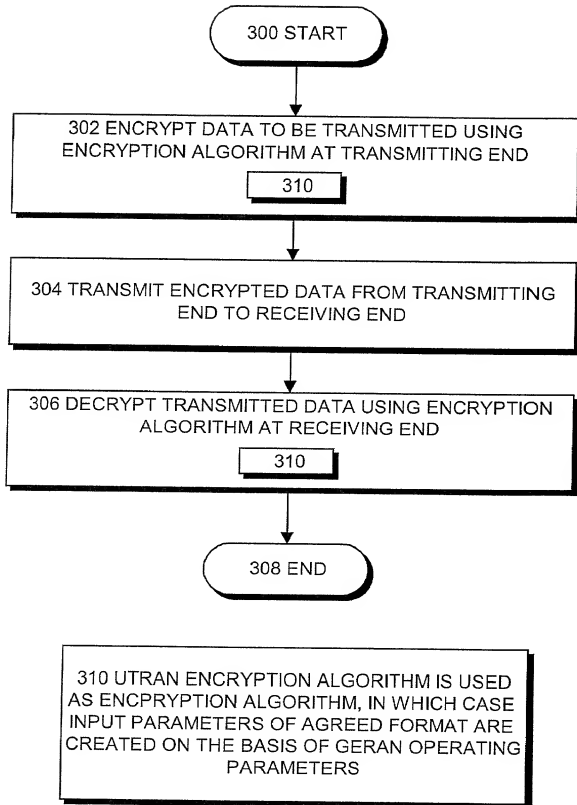 300 START
302 ENCRYPT DATA TO BE TRANSMITTED USING
ENCRYPTION ALGORITHM AT TRANSMITTING END
310
304 TRANSMIT ENCRYPTED DATA FROM TRANSMITTING
END TO RECEIVING END
306 DECRYPT TRANSMITTED DATA USING ENCRYPTION
ALGORITHM AT RECEIVING END
310
308 END
310 UTRAN ENCRYPTION ALGORITHM IS USED
AS ENCPRYPTION ALGORITHM, IN WHICH CASE
INPUT PARAMETERS OF AGREED FORMAT ARE
CREATED ON THE BASIS OF GERAN OPERATING
PARAMETERS